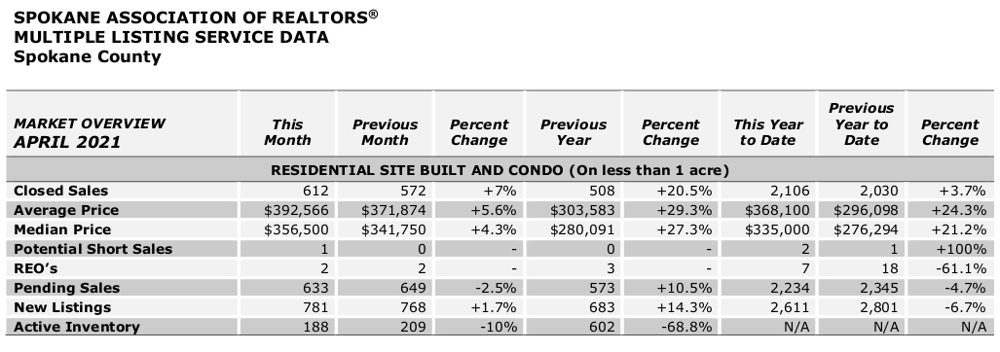 SPOKANE ASSOCIATION OF REALTORS®
MULTIPLE LISTING SERVICE DATA
Spokane County
MARKET OVERVIEW APRIL 2021 This Month Previous Month Percent Change Previous Year Percent Change This Year to Date Previous Year to Date Percent Change
RESIDENTIAL SITE BUILT AND CONDO (On less than 1 acre)
Closed Sales 612 572 +7% 508 +20.5% 2,106 2,030 +3.7%
Average Price $392,566 $371,874 +5.6% $303,583 +29.3% $368,100 $296,098 +24.3%
Median Price $356,500 $341,750 +4.3% $280,091 +27.3% $335,000 $276,294 +21.2%
Potential Short Sales 1 0 - 0 - 2 1 +100%
REO's 2 2 - 3 - 7 18 -61.1%
Pending Sales 633 649 -2.5% 573 +10.5% 2,234 2,345 -4.7%
New Listings 781 768 +1.7% 683 +14.3% 2,611 2,801 -6.7%
Active Inventory 188 209 -10% 602 -68.8% N/A N/A N/A